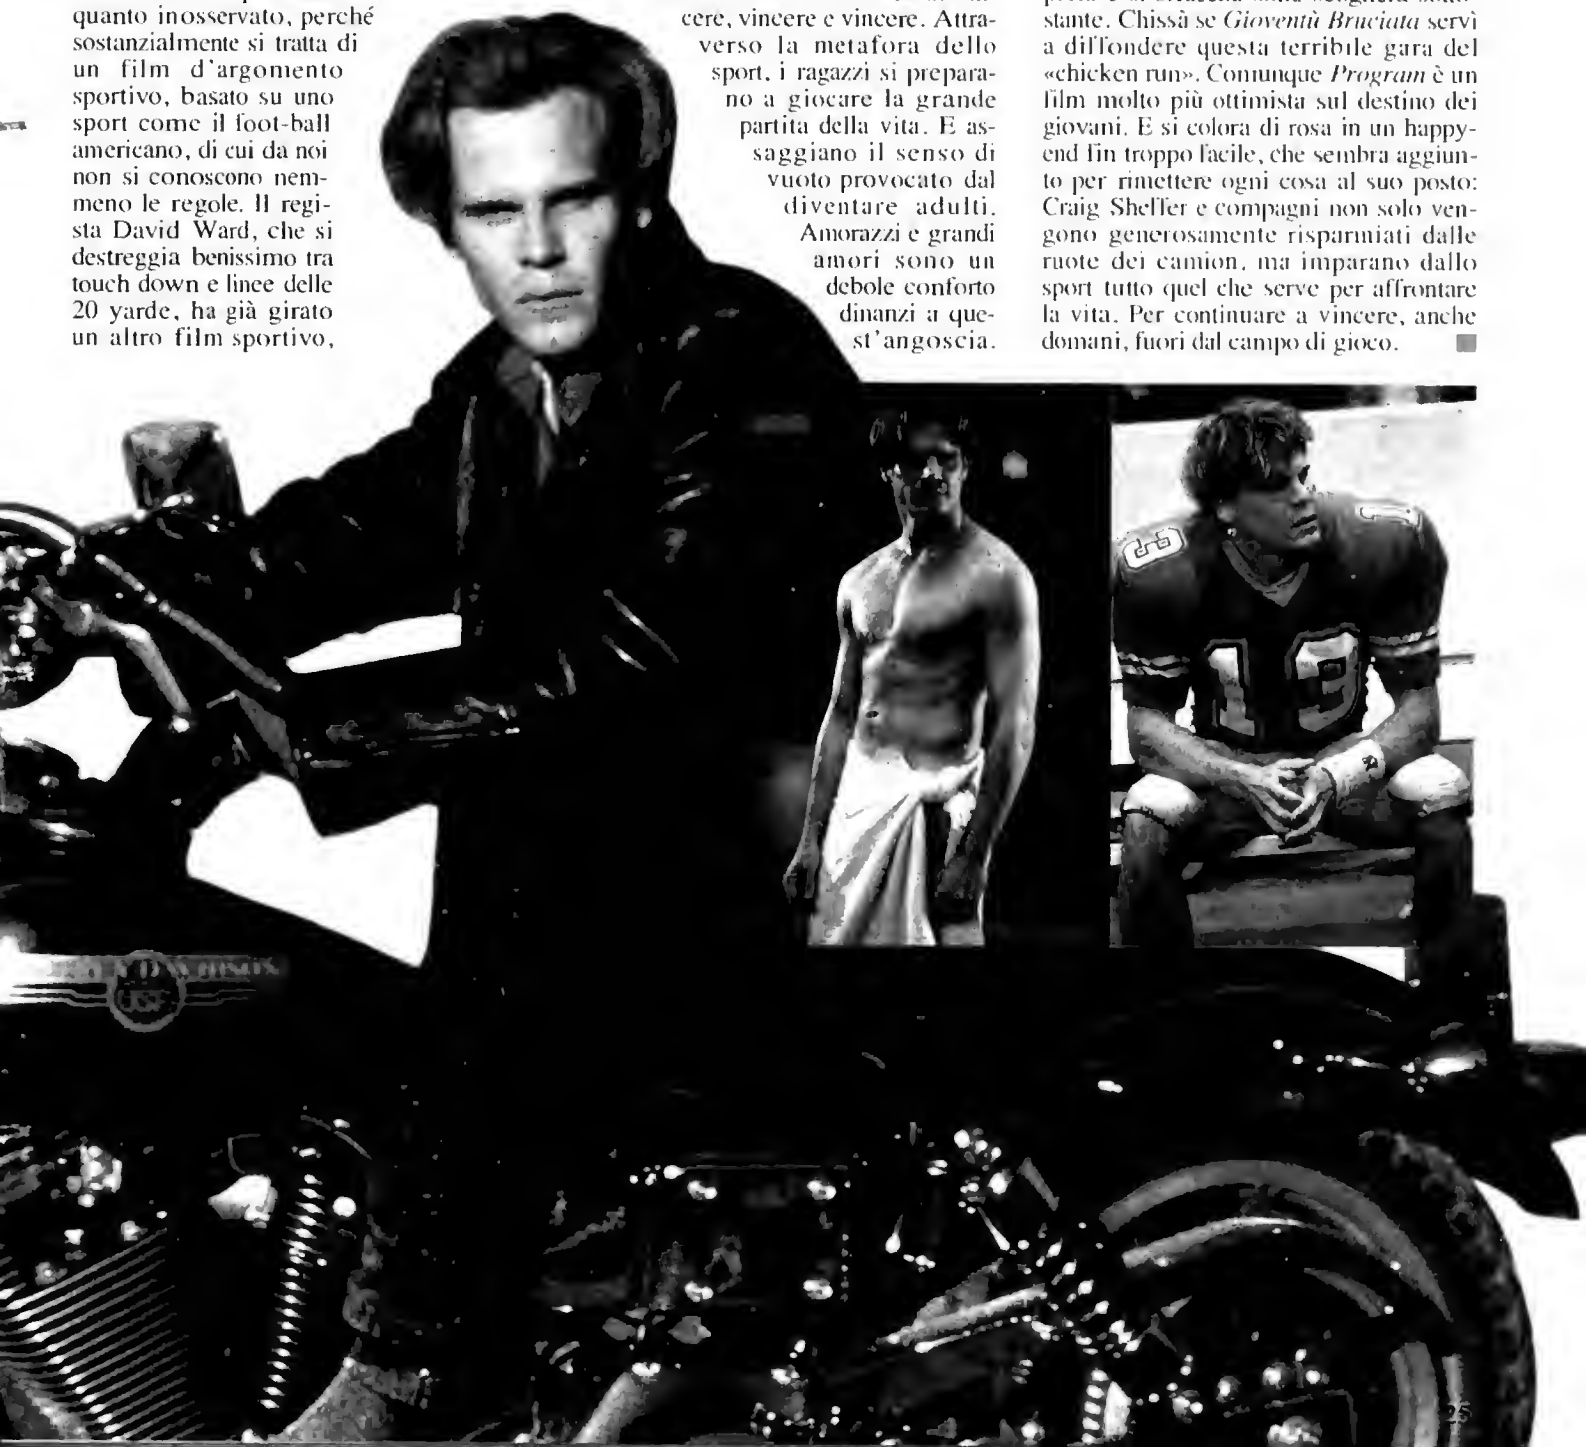 quanto inosservato, perché
sostanzialmente si tratta di
un film d'argomento
sportivo, basato su uno
sport come il foot-ball
americano, di cui da noi
non si conoscono nem-
meno le regole. Il regi-
sta David Ward, che si
destreggia benissimo tra
touch down e linee delle
20 yarde, ha già girato
un altro film sportivo,
cere, vincere e vincere. Attra-
verso la metafora dello
sport, i ragazzi si prepara-
no a giocare la grande
partita della vita. E as-
saggiano il senso di
vuoto provocato dal
diventare adulti.
Amorazzi e grandi
amori sono un
debole conforto
dinanzi a que-
st'angoscia.
stante. Chissà se Gioventù Bruciata servì
a diffondere questa terribile gara del
«chicken run». Comunque Program è un
film molto più ottimista sul destino dei
giovani. E si colora di rosa in un happy-
end fin troppo facile, che sembra aggiun-
to per rimettere ogni cosa al suo posto:
Craig Sheffer e compagni non solo ven-
gono generosamente risparmiati dalle
ruote dei camion, ma imparano dallo
sport tutto quel che serve per affrontare
la vita. Per continuare a vincere, anche
domani, fuori dal campo di gioco.
13
DAVIDSON
25